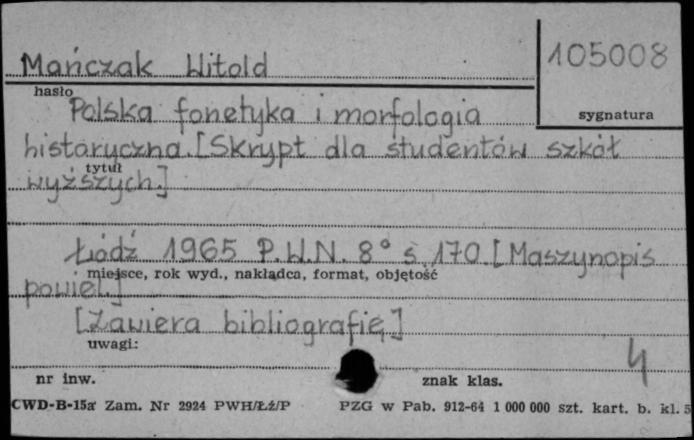 Mańczak Witold
105008
hasło
sygnatura
Polska fonetyka i morfologia
historyczna. [Skrypt dla studentów szkół
tytuł
wyższych.]
Łódź 1965 P.W.N. 8° s. 170. [Maszynopis
miejsce, rok wyd., nakładca, format, objętość
powiel.]
[Zawiera bibliografię.]
uwagi:
4
nr inw.
znak klas.
CWD-B-15a Zam. Nr 2924 PWH/Łź/P PZG w Pab. 912-64 1 000 000 szt. kart. b. kl. 5